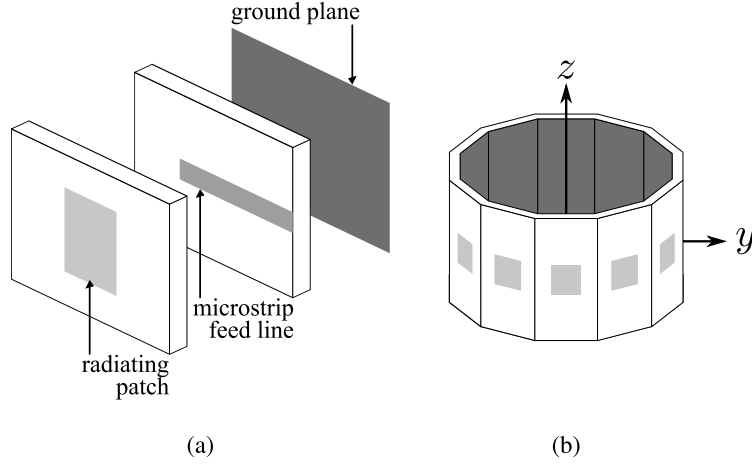 ground plane
z
y
microstrip
feed line
radiating
patch
(a)
(b)